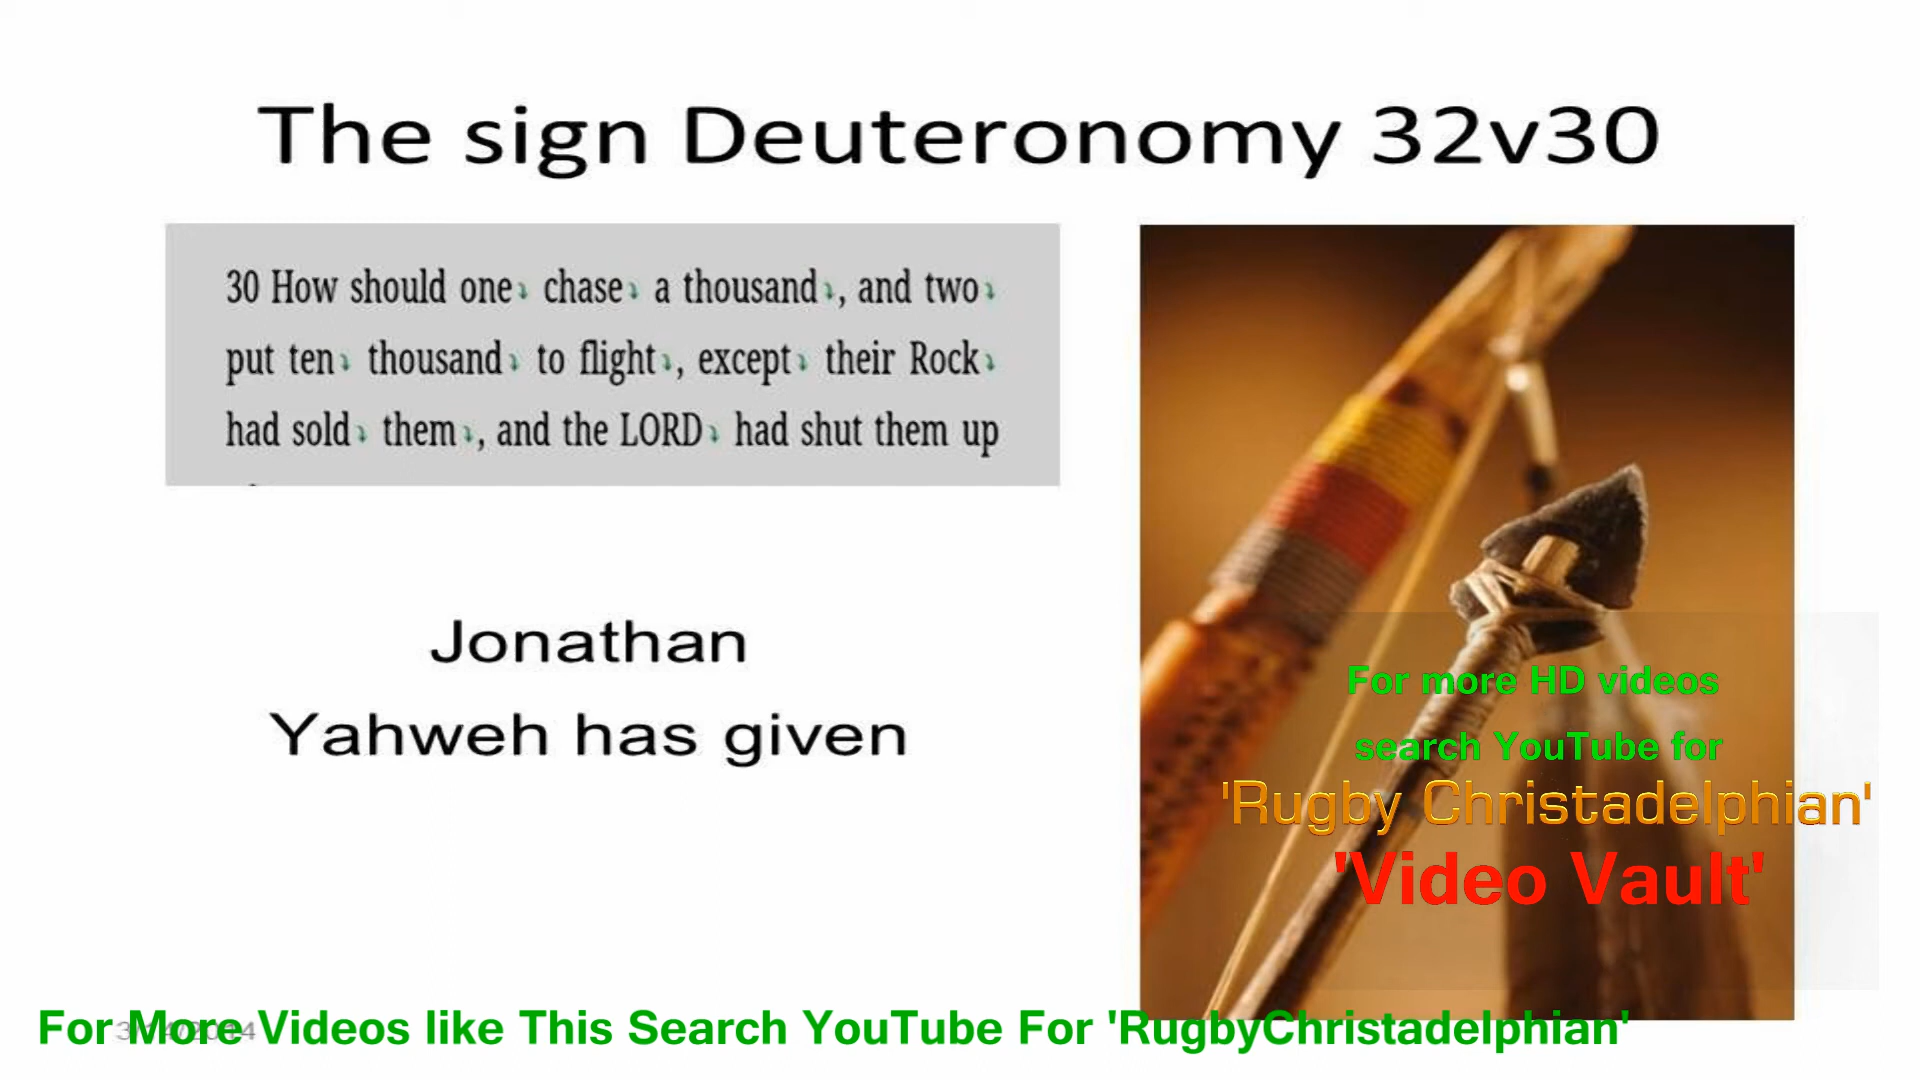 The sign Deuteronomy 32v30
30 How should one chase a thousand, and two
put ten thousand to flight, except their Rock
had sold them, and the LORD had shut them up
Jonathan
Yahweh has given
For more HD videos
search YouTube for
'Rugby Christadelphian'
'Video Vault'
For More Videos like This Search YouTube For 'RugbyChristadelphian'